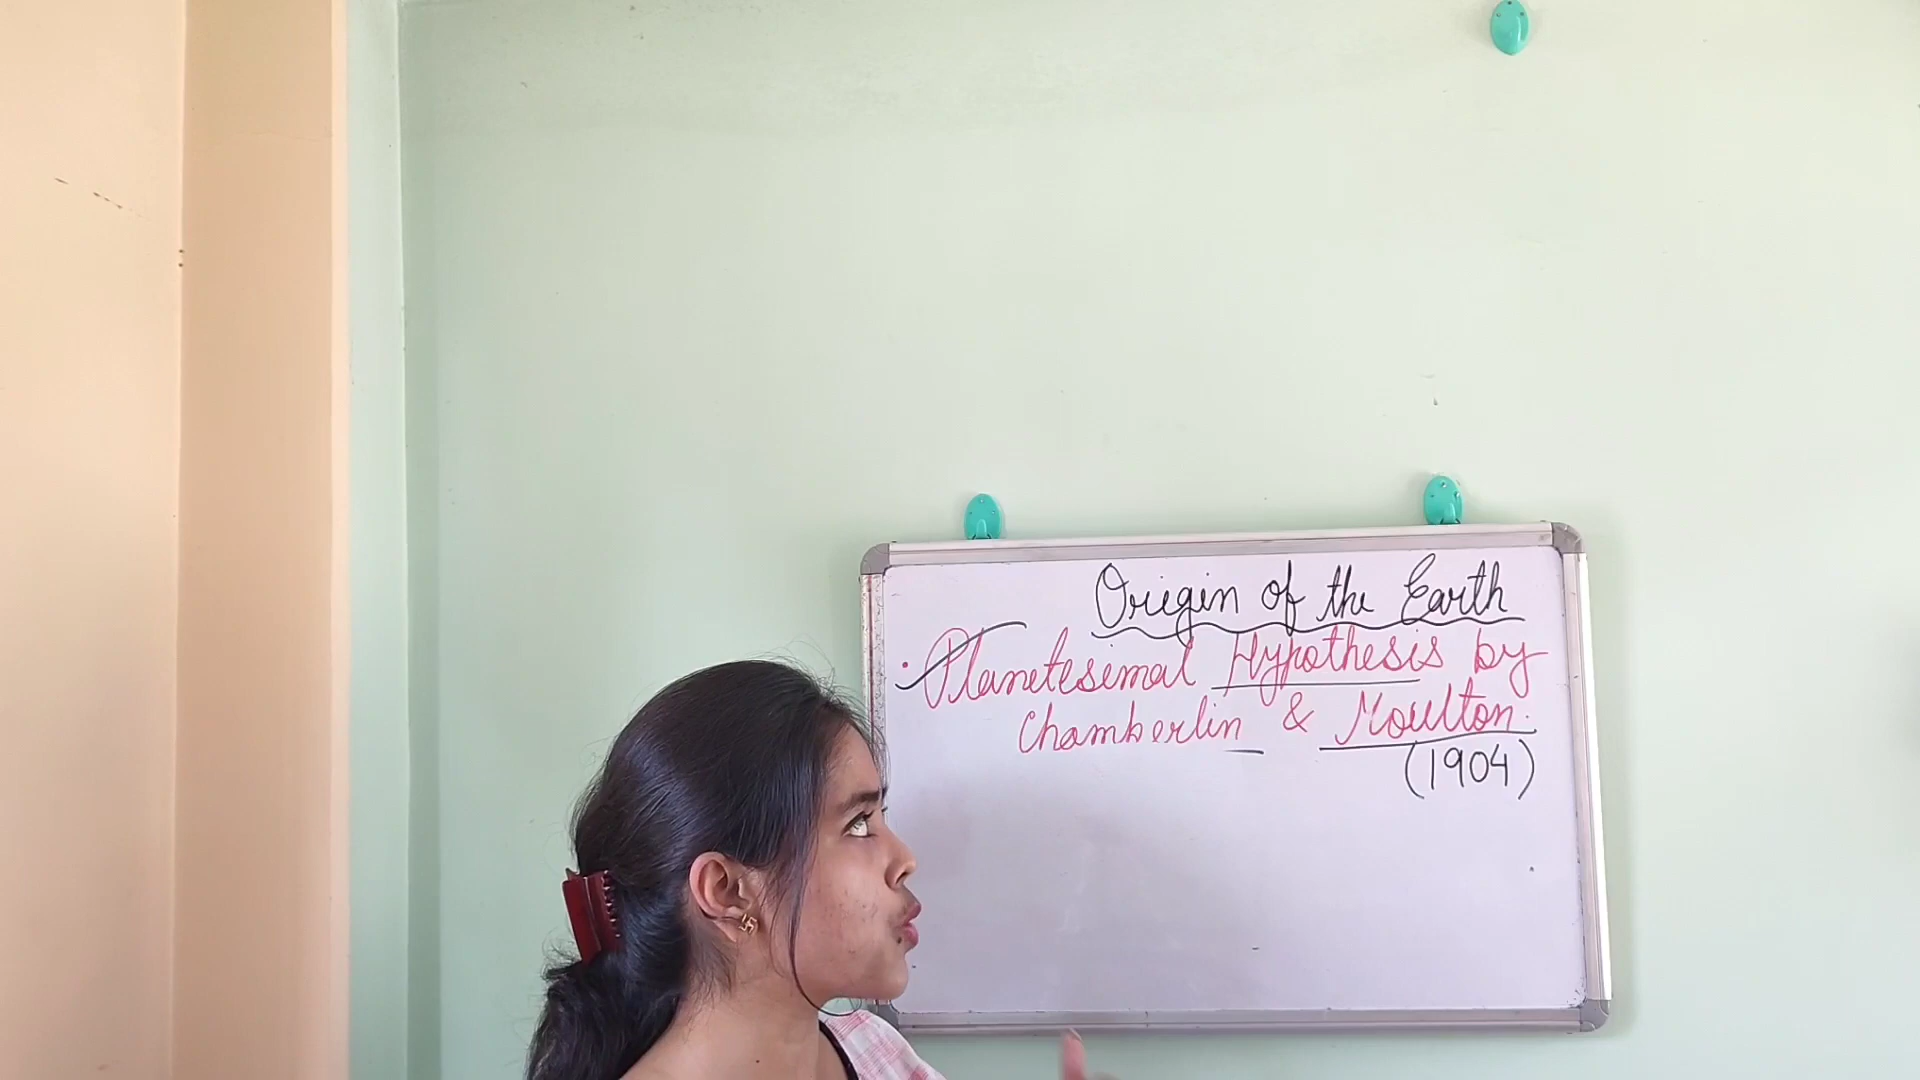 Origin of the Earth
• Planetesimal Hypothesis by
Chamberlin & Moulton.
(1904)